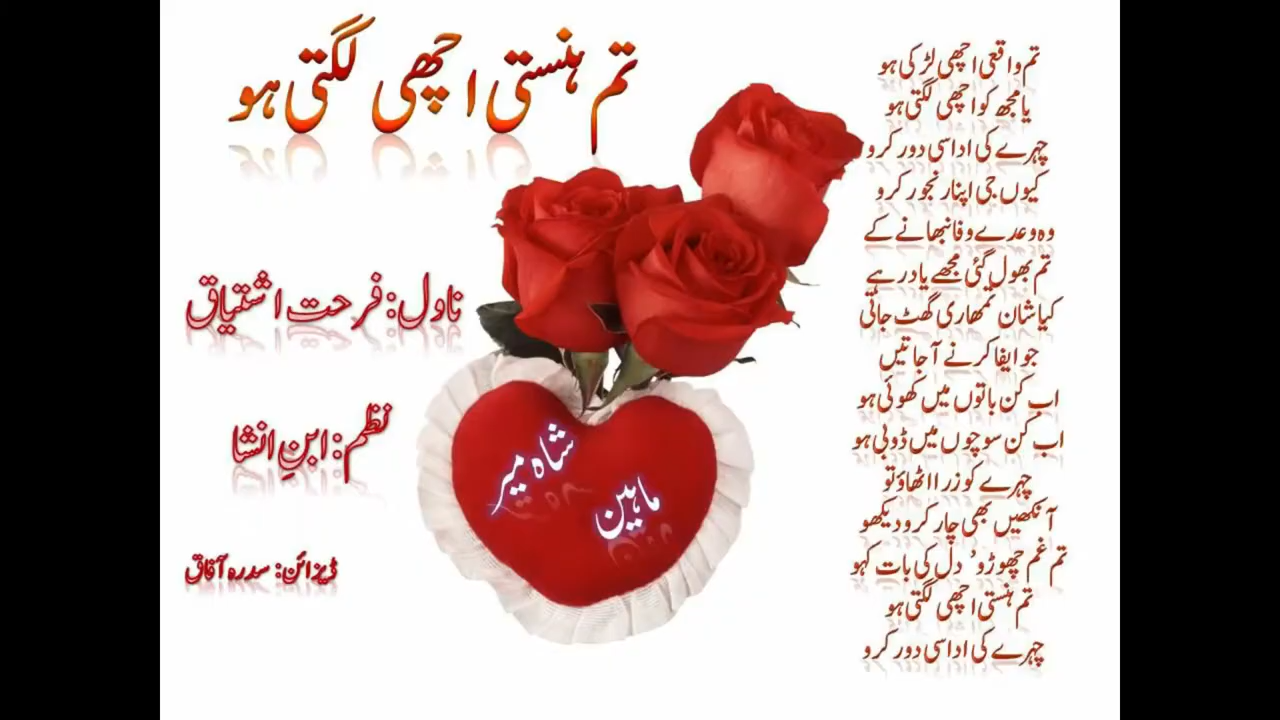 تم ہنستی اچھی لگتی ہو
ناول: فرحت اشتیاق
نظم: ابنِ انشا
ڈیزائن: سدرہ آفاق
شاہ میر
ماہین
تم واقعی اچھی لڑکی ہو
یا مجھ کو اچھی لگتی ہو
چہرے کی اداسی دور کرو
کیوں جی اپنا رنجور کرو
وہ وعدے وفا نبھانے کے
تم بھول گئی مجھے یاد رہے
کیا شان تمھاری گھٹ جاتی
جو ایفا کرنے آ جاتیں
اب کن باتوں میں کھوئی ہو
اب کن سوچوں میں ڈوبی ہو
چہرے کو زرا اٹھاؤ تو
آنکھیں بھی چار کرو دیکھو
تم غم چھوڑو ’ دل کی بات کہو
تم ہنستی اچھی لگتی ہو
چہرے کی اداسی دور کرو